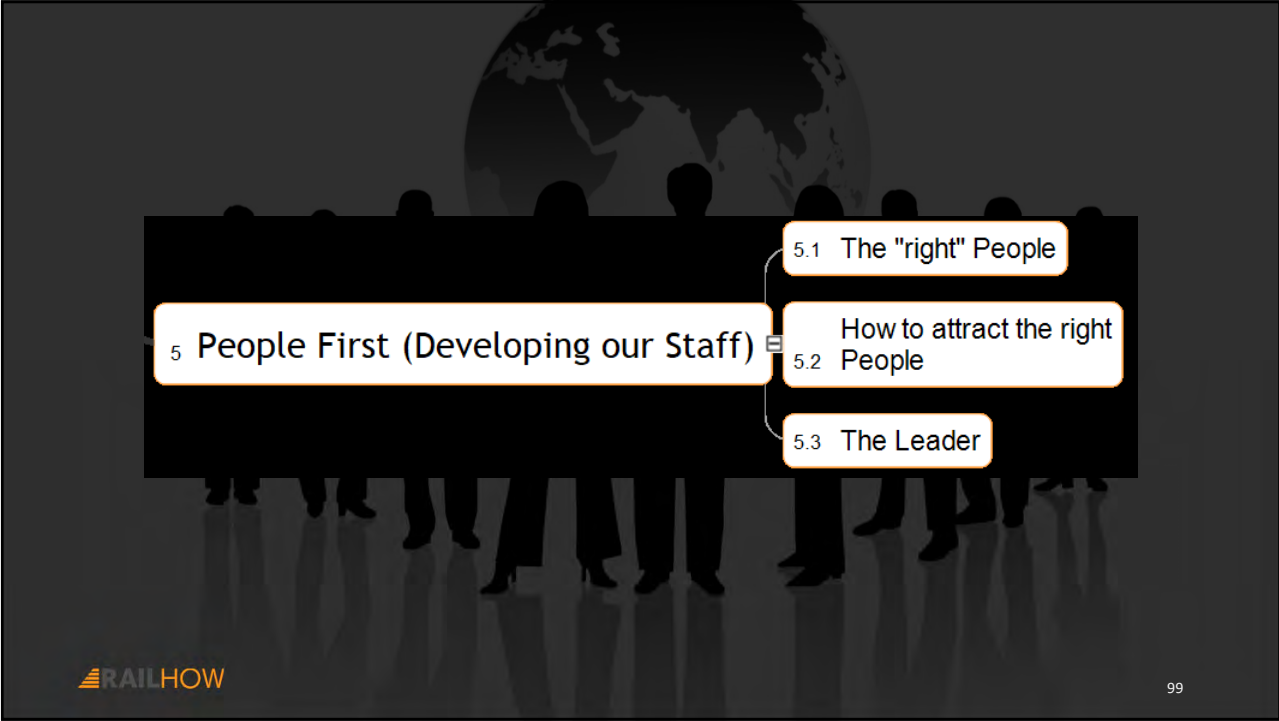 5 People First (Developing our Staff)
5.1 The "right" People
How to attract the right
5.2 People
5.3 The Leader
RAILHOW
99